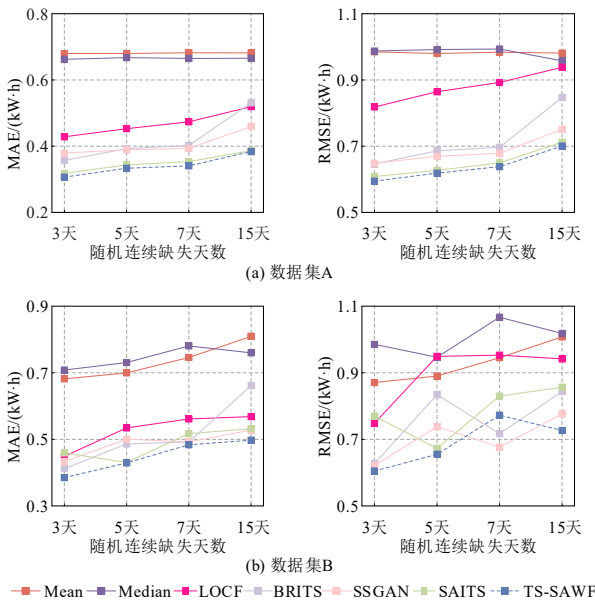 0.8
0.6
0.4
0.2
MAE/(kW·h)
3天 5天 7天 15天
随机连续缺失天数
1.1
0.9
0.7
0.5
RMSE/(kW·h)
3天 5天 7天 15天
随机连续缺失天数
(a) 数据集A
0.9
0.7
0.5
0.3
MAE/(kW·h)
3天 5天 7天 15天
随机连续缺失天数
1.1
0.9
0.7
0.5
RMSE/(kW·h)
3天 5天 7天 15天
随机连续缺失天数
(b) 数据集B
Mean Median LOCF BRITS SSGAN SAITS TS-SAWF